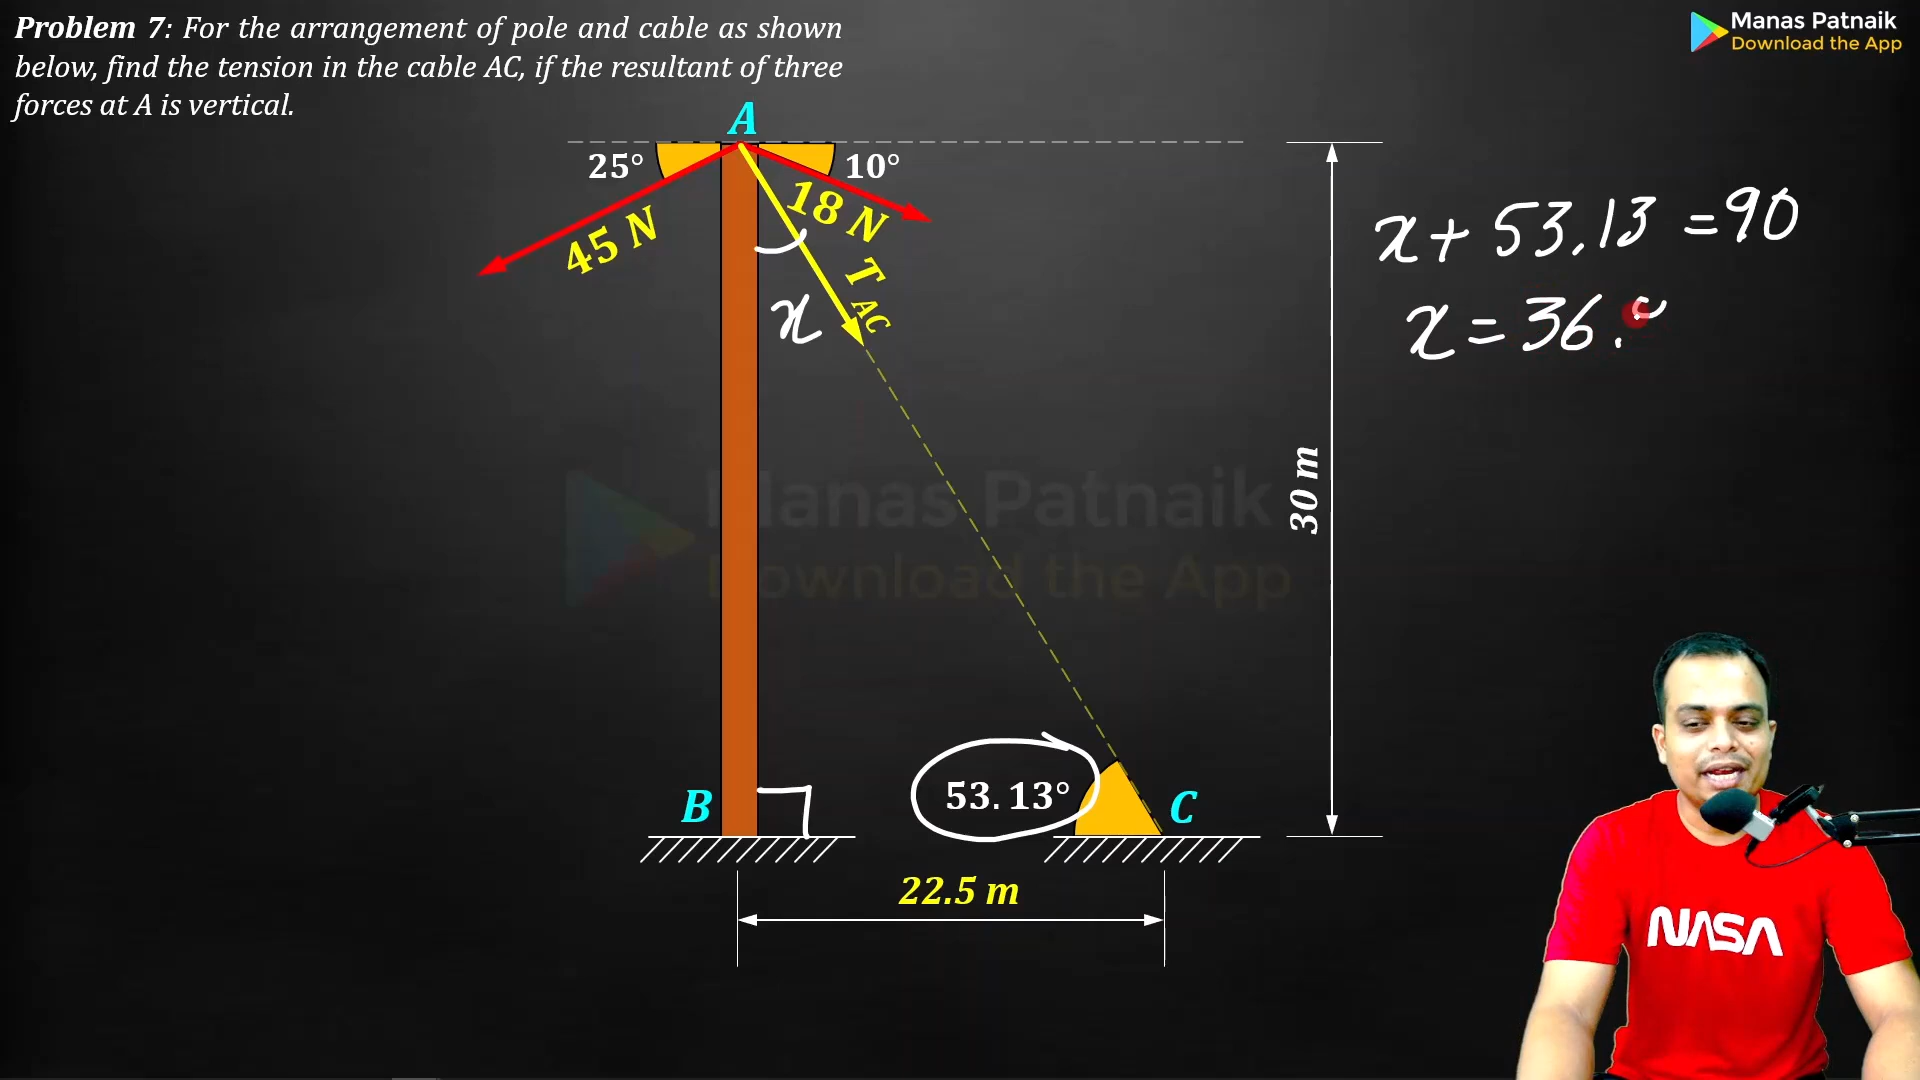 Problem 7: For the arrangement of pole and cable as shown
below, find the tension in the cable AC, if the resultant of three
forces at A is vertical.
Manas Patnaik
Download the App
A
25°
10°
45 N
18 N
T AC
x
x + 53.13 = 90
x = 36.
30 m
Manas Patnaik
Download the App
B
53.13°
C
22.5 m
NASA